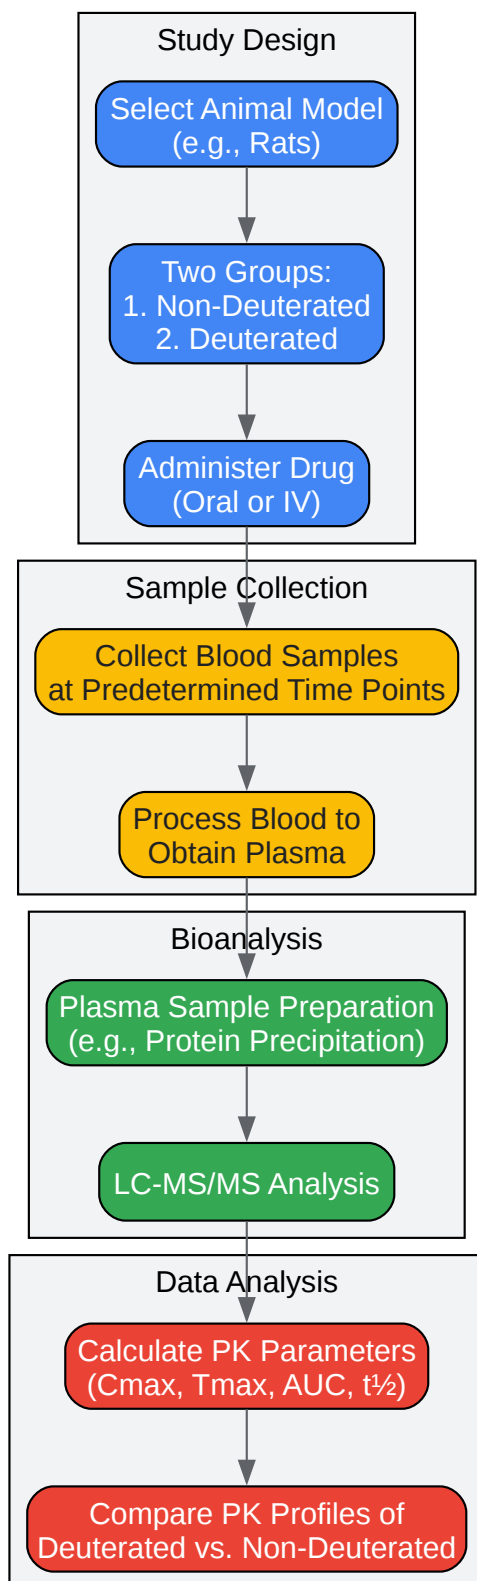 Study Design
Select Animal Model
(e.g., Rats)
Two Groups:
1. Non-Deuterated
2. Deuterated
Administer Drug
(Oral or IV)
Sample Collection
Collect Blood Samples
at Predetermined Time Points
Process Blood to
Obtain Plasma
Bioanalysis
Plasma Sample Preparation
(e.g., Protein Precipitation)
LC-MS/MS Analysis
Data Analysis
Calculate PK Parameters
(Cmax, Tmax, AUC, t½)
Compare PK Profiles of
Deuterated vs. Non-Deuterated